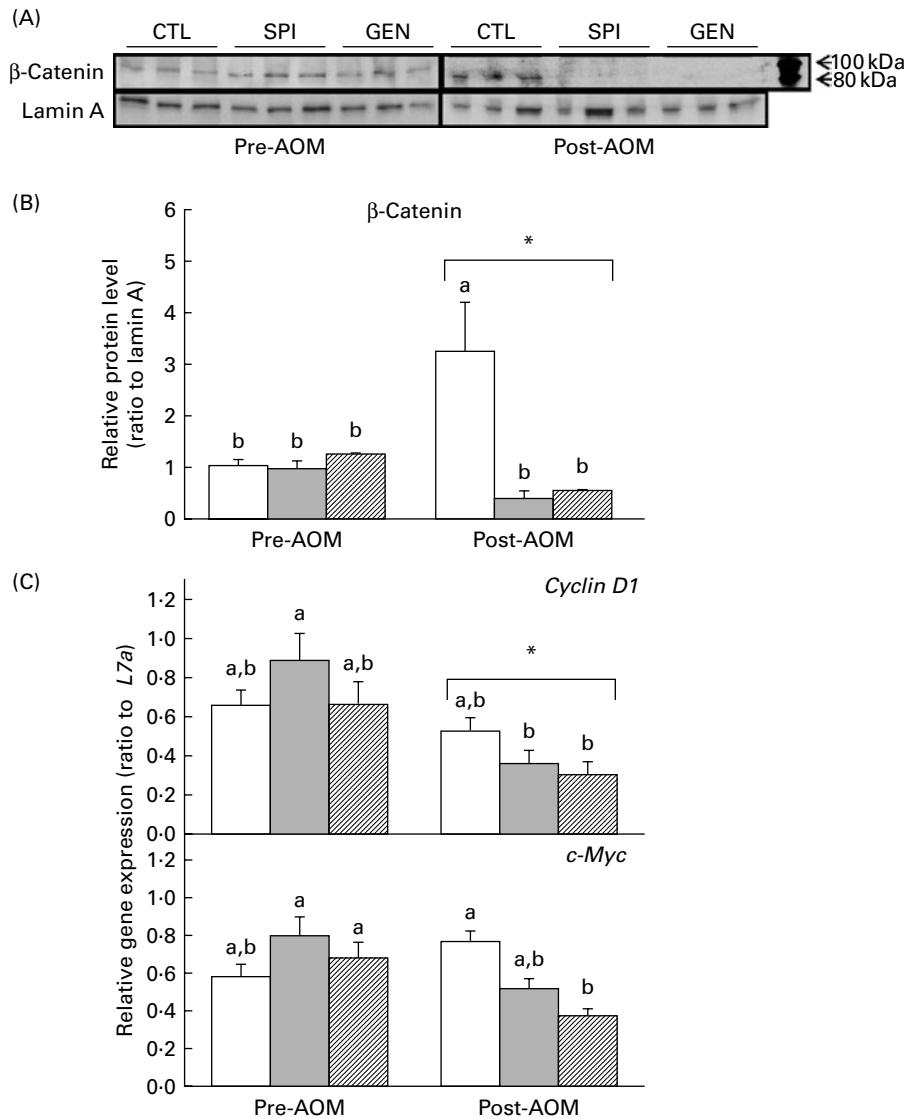 (A)
CTL SPI GEN CTL SPI GEN
β-Catenin
100 kDa
80 kDa
Lamin A
Pre-AOM Post-AOM
(B)
β-Catenin
Relative protein level
(ratio to lamin A)
6
5
4
3
2
1
0
*
a
b b b
b b
Pre-AOM Post-AOM
(C)
Cyclin D1
Relative gene expression (ratio to L7a)
1·2
1·0
0·8
0·6
0·4
0·2
0·0
*
a,b a a,b
a,b b b
c-Myc
1·2
1·0
0·8
0·6
0·4
0·2
0·0
a,b a a
a a,b b
Pre-AOM Post-AOM